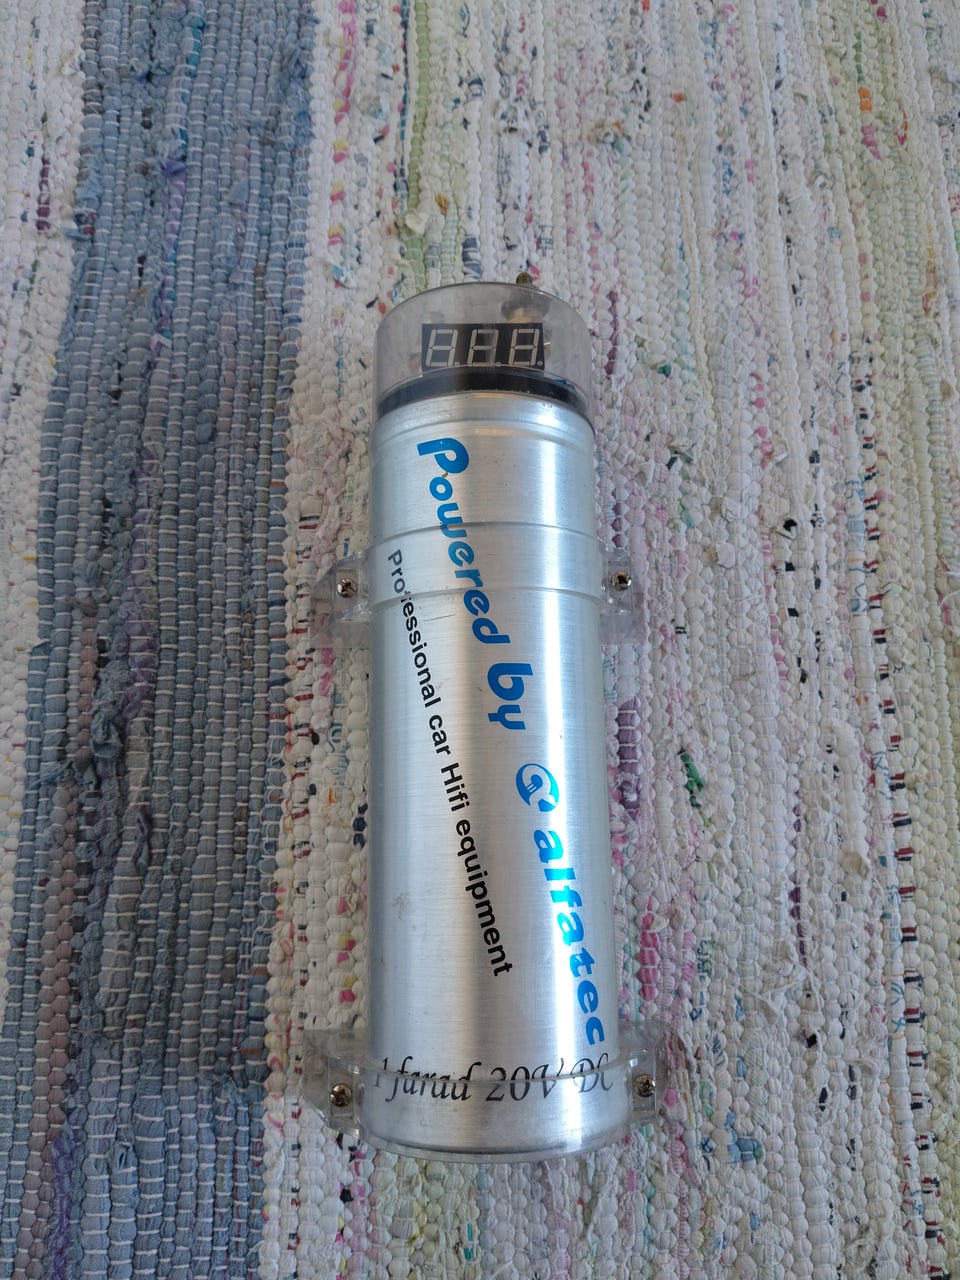 Powered by alfatec
Professional car Hifi equipment
1 farad 20V DC